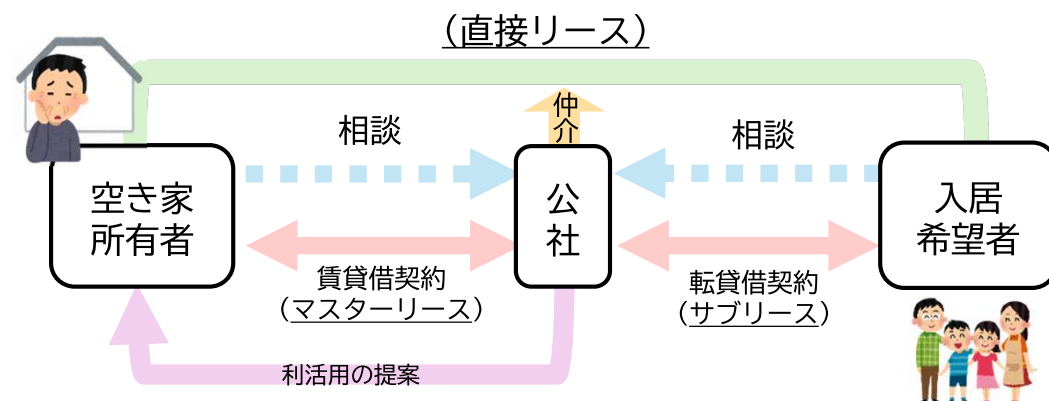 （直接リース）
仲
介
相談
相談
空き家
所有者
公
社
入居
希望者
賃貸借契約
（マスターリース）
転貸借契約
（サブリース）
利活用の提案